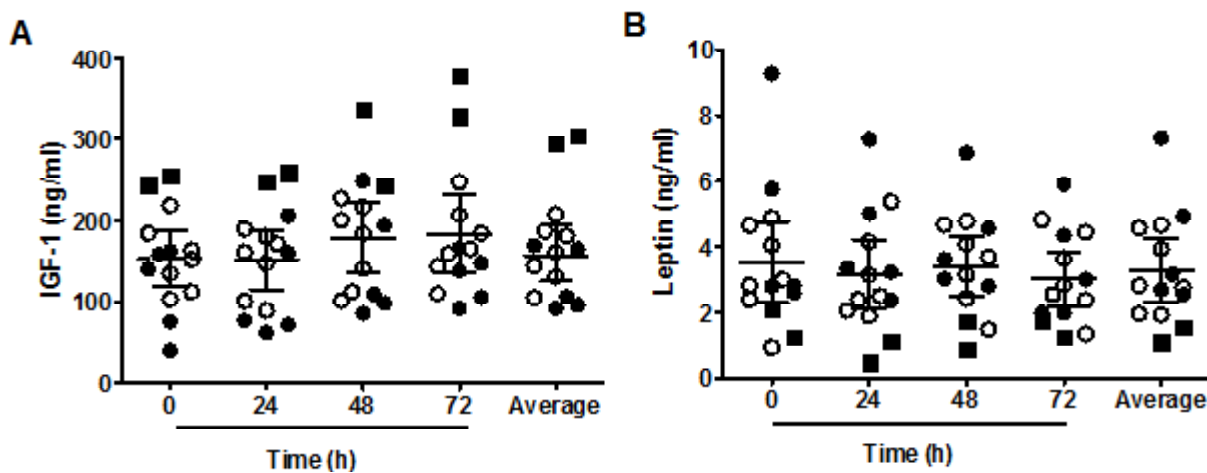 A
IGF-1 (ng/ml)
400
300
200
100
0
0 24 48 72 Average
Time (h)
B
Leptin (ng/ml)
10
8
6
4
2
0
0 24 48 72 Average
Time (h)